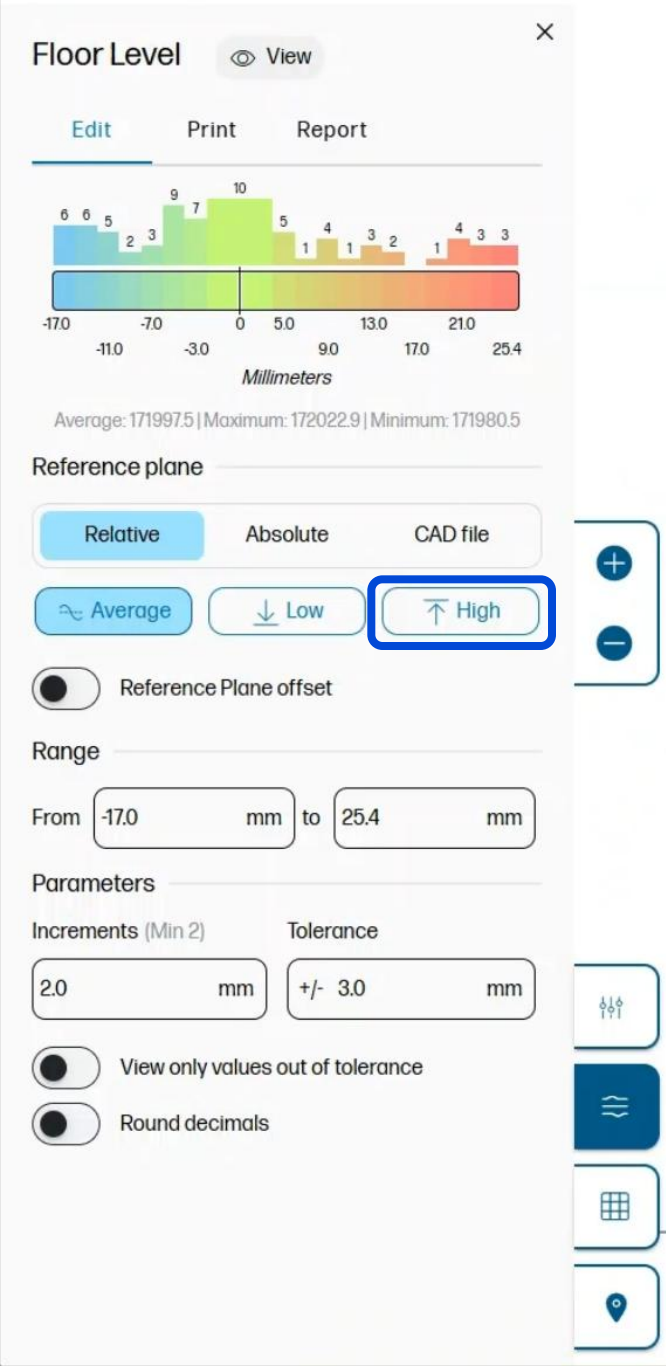 Floor Level View
Edit Print Report
6 6 5 2 3 9 7 10 5 1 4 1 3 2 1 4 3 3
-17.0 -7.0 0 5.0 13.0 21.0
-11.0 -3.0 9.0 17.0 25.4
Millimeters
Average: 171997.5 | Maximum: 172022.9 | Minimum: 171980.5
Reference plane
Relative Absolute CAD file
Average Low High
Reference Plane offset
Range
From -17.0 mm to 25.4 mm
Parameters
Increments (Min 2) Tolerance
2.0 mm +/- 3.0 mm
View only values out of tolerance
Round decimals